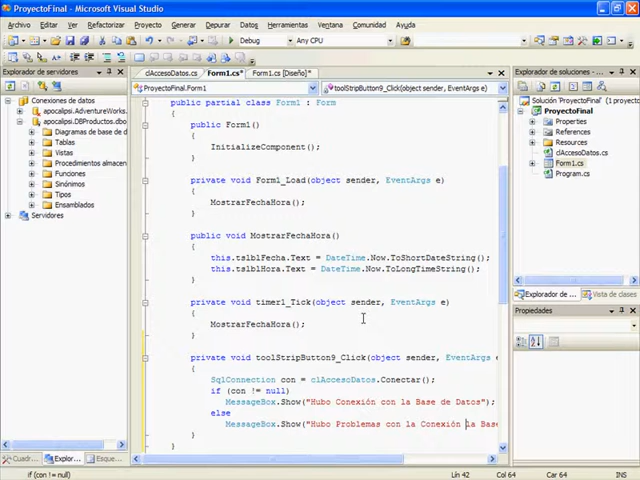 ProyectoFinal - Microsoft Visual Studio
Archivo Editar Ver Refactorizar Proyecto Generar Depurar Datos Herramientas Ventana Comunidad Ayuda
Debug Any CPU
Explorador de servidores
Conexiones de datos
apocalipsi.AdventureWorks.
apocalipsi.DBProductos.dbo
Diagramas de base de d
Tablas
Vistas
Procedimientos almacen
Funciones
Sinónimos
Tipos
Ensamblados
Servidores
Cuadr... Esque...
clAccesoDatos.cs Form1.cs* Form1.cs [Diseño]*
ProyectoFinal.Form1
toolStripButton9_Click(object sender, EventArgs e)
public partial class Form1 : Form
{
public Form1()
{
InitializeComponent();
}
private void Form1_Load(object sender, EventArgs e)
{
MostrarFechaHora();
}
public void MostrarFechaHora()
{
this.tslblFecha.Text = DateTime.Now.ToShortDateString();
this.tslblHora.Text = DateTime.Now.ToLongTimeString();
}
private void timer1_Tick(object sender, EventArgs e)
{
MostrarFechaHora();
}
private void toolStripButton9_Click(object sender, EventArgs e
{
SqlConnection con = clAccesoDatos.Conectar();
if (con != null)
MessageBox.Show("Hubo Conexión con la Base de Datos");
else
MessageBox.Show("Hubo Problemas con la Conexión la Base
}
}
Explorador de soluciones - ...
Solución 'ProyectoFinal' (1 proyecto
ProyectoFinal
Properties
References
Resources
clAccesoDatos.cs
Form1.cs
Program.cs
Explorador de ... Vista de clases
Propiedades
if (con != null) Lín 42 Col 64 Car 64